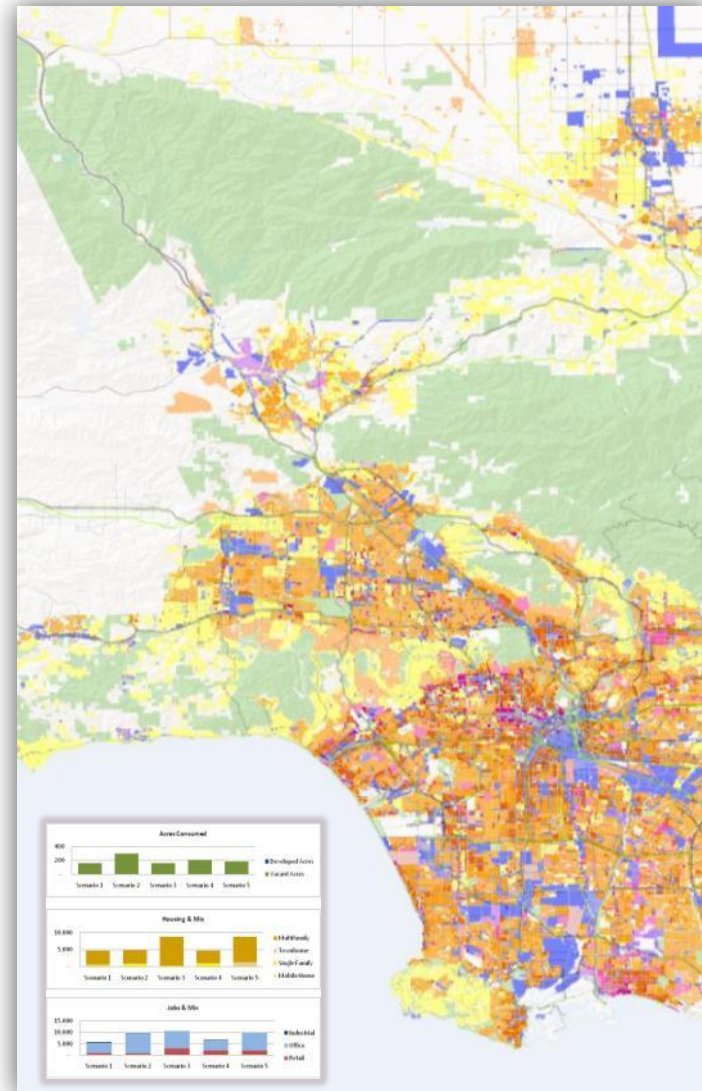 Acres Consumed
400
200
-
Developed Acres
Vacant Acres
Scenario 1 Scenario 2 Scenario 3 Scenario 4 Scenario 5
Housing & Mix
10,000
5,000
-
Multifamily
Townhome
Single Family
Mobile Home
Scenario 1 Scenario 2 Scenario 3 Scenario 4 Scenario 5
Jobs & Mix
15,000
10,000
5,000
-
Industrial
Office
Retail
Scenario 1 Scenario 2 Scenario 3 Scenario 4 Scenario 5